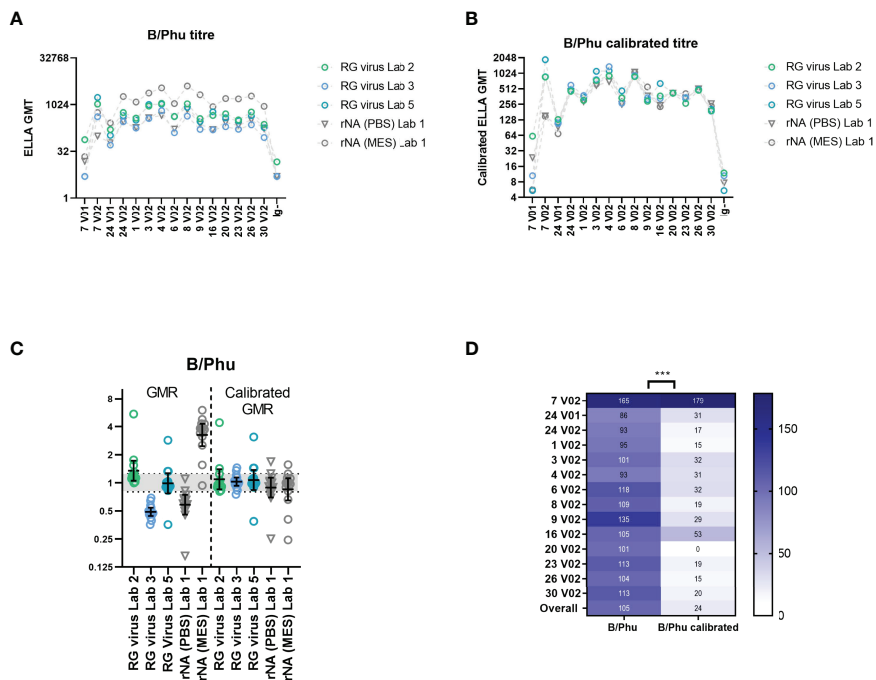 A
B/Phu titre
32768
1024
32
1
ELLA GMT
7 V01
7 V02
24 V01
24 V02
1 V02
3 V02
4 V02
6 V02
8 V02
9 V02
16 V02
20 V02
23 V02
26 V02
30 V02
Ig-
RG virus Lab 2
RG virus Lab 3
RG virus Lab 5
rNA (PBS) Lab 1
rNA (MES) Lab 1
B
B/Phu calibrated titre
2048
1024
512
256
128
64
32
16
8
4
Calibrated ELLA GMT
7 V01
7 V02
24 V01
24 V02
1 V02
3 V02
4 V02
6 V02
8 V02
9 V02
16 V02
20 V02
23 V02
26 V02
30 V02
Ig-
RG virus Lab 2
RG virus Lab 3
RG virus Lab 5
rNA (PBS) Lab 1
rNA (MES) Lab 1
C
B/Phu
GMR
Calibrated
GMR
8
4
2
1
0.5
0.25
0.125
RG virus Lab 2
RG virus Lab 3
RG Virus Lab 5
rNA (PBS) Lab 1
rNA (MES) Lab 1
RG virus Lab 2
RG virus Lab 3
RG virus Lab 5
rNA (PBS) Lab 1
rNA (MES) Lab 1
D
***
7 V02 165 179
24 V01 86 31
24 V02 93 17
1 V02 95 15
3 V02 101 32
4 V02 93 31
6 V02 118 32
8 V02 109 19
9 V02 135 29
16 V02 105 53
20 V02 101 0
23 V02 113 19
26 V02 104 15
30 V02 113 20
Overall 105 24
B/Phu B/Phu calibrated
150
100
50
0